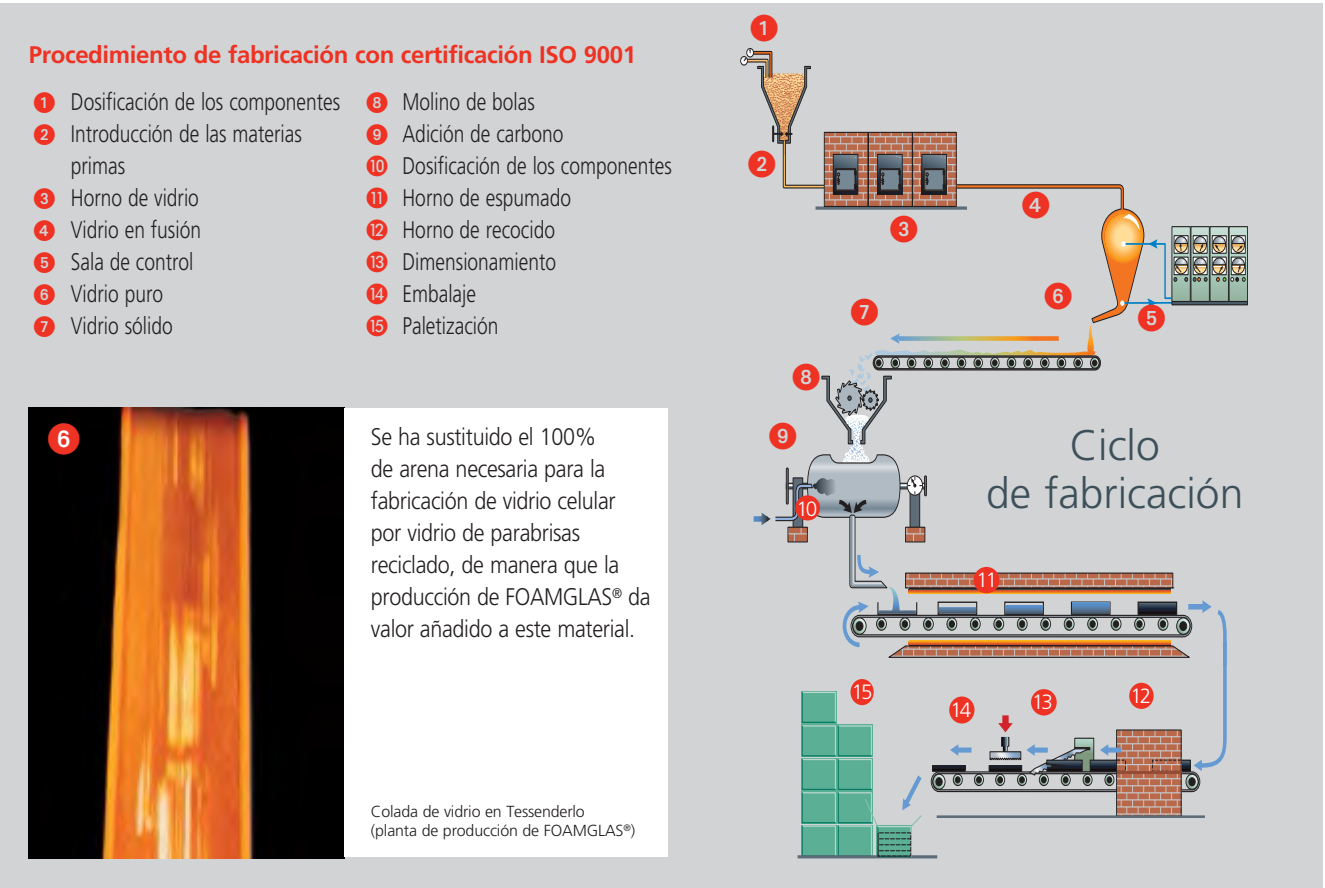 Procedimiento de fabricación con certificación ISO 9001
1 Dosificación de los componentes
2 Introducción de las materias
primas
3 Horno de vidrio
4 Vidrio en fusión
5 Sala de control
6 Vidrio puro
7 Vidrio sólido
8 Molino de bolas
9 Adición de carbono
10 Dosificación de los componentes
11 Horno de espumado
12 Horno de recocido
13 Dimensionamiento
14 Embalaje
15 Paletización
6
Se ha sustituido el 100%
de arena necesaria para la
fabricación de vidrio celular
por vidrio de parabrisas
reciclado, de manera que la
producción de FOAMGLAS® da
valor añadido a este material.
Colada de vidrio en Tessenderlo
(planta de producción de FOAMGLAS®)
1
2
3
4
5
6
7
8
9
10
Ciclo
de fabricación
11
12
13
14
15